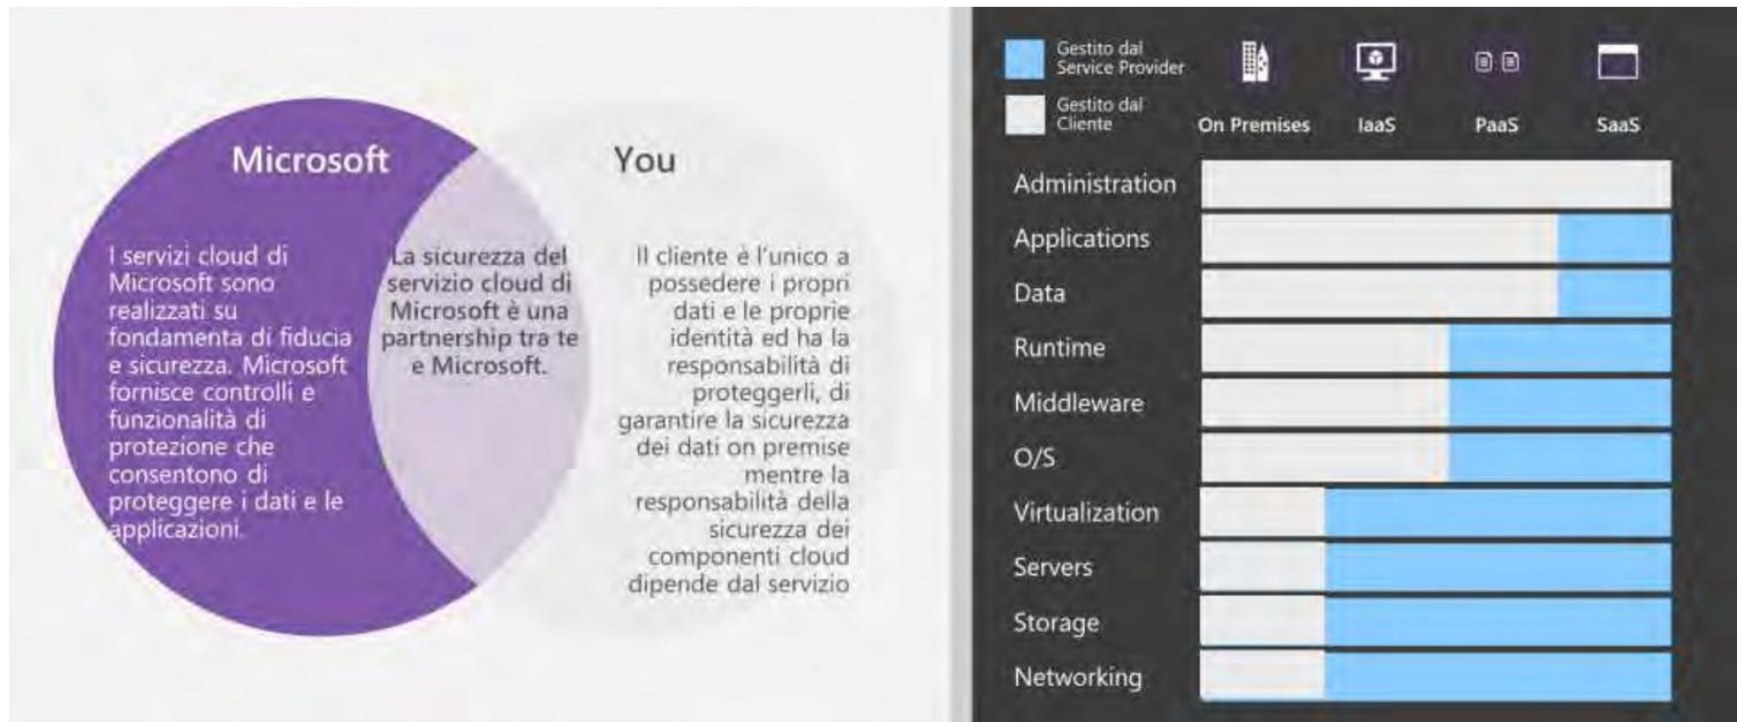 Microsoft
I servizi cloud di
Microsoft sono
realizzati su
fondamenta di fiducia
e sicurezza. Microsoft
fornisce controlli e
funzionalità di
protezione che
consentono di
proteggere i dati e le
applicazioni.
La sicurezza del
servizio cloud di
Microsoft è una
partnership tra te
e Microsoft.
You
Il cliente è l'unico a
possedere i propri
dati e le proprie
identità ed ha la
responsabilità di
proteggerli, di
garantire la sicurezza
dei dati on premise
mentre la
responsabilità della
sicurezza dei
componenti cloud
dipende dal servizio
Gestito dal
Service Provider
Gestito dal
Cliente
On Premises IaaS PaaS SaaS
Administration
Applications
Data
Runtime
Middleware
O/S
Virtualization
Servers
Storage
Networking